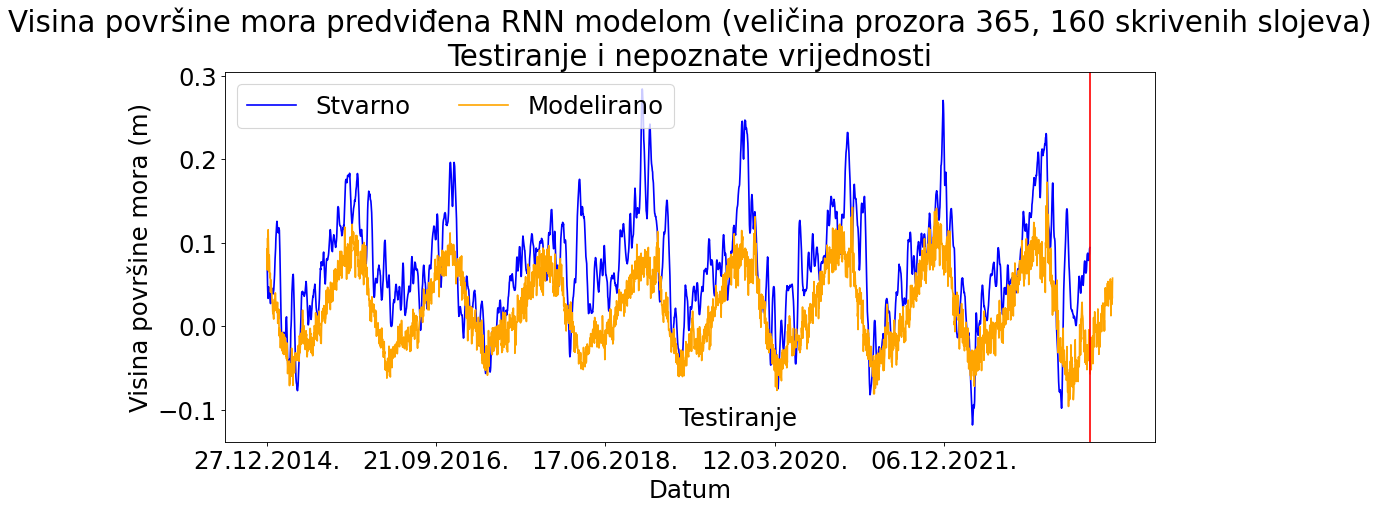 Visina površine mora predviđena RNN modelom (veličina prozora 365, 160 skrivenih slojeva)
Testiranje i nepoznate vrijednosti
Stvarno
Modelirano
Visina površine mora (m)
0.3
0.2
0.1
0.0
−0.1
Testiranje
27.12.2014.
21.09.2016.
17.06.2018.
12.03.2020.
06.12.2021.
Datum